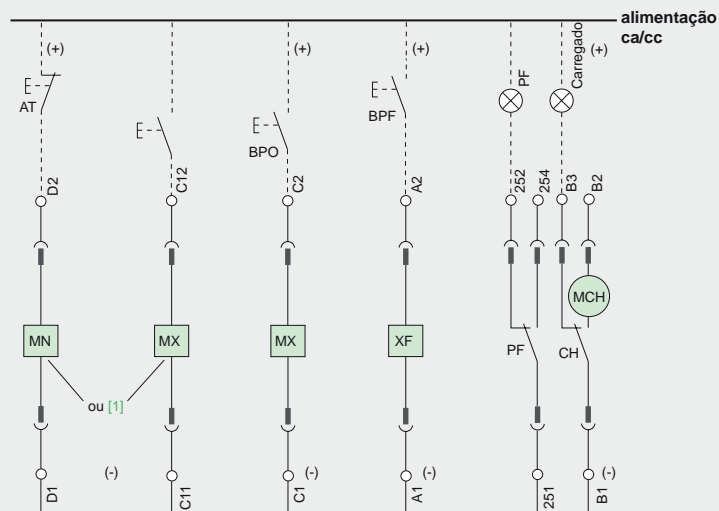 alimentação
ca/cc
(+)
(+)
(+)
(+)
AT
BPO
BPF
PF
Carregado
D2
C12
C2
A2
252
254
B3
B2
MN
MX
MX
XF
PF
MCH
CH
ou [1]
(-)
(-)
(-)
(-)
(-)
D1
C11
C1
A1
251
B1